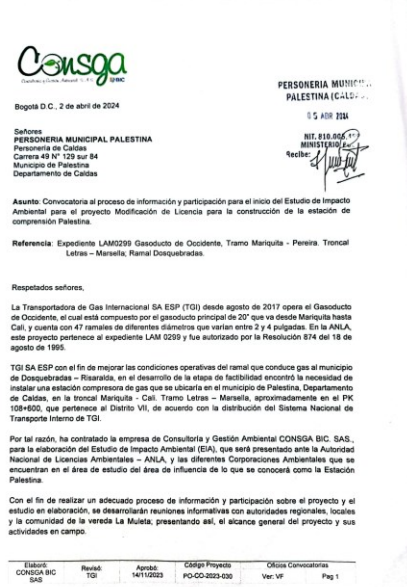 Consga
BIC
PERSONERIA MUNIC
PALESTINA (CALD
Bogotá D.C., 2 de abril de 2024
05 ABR 2024
Señores
PERSONERIA MUNICIPAL PALESTINA
Personería de Caldas
Carrera 49 N° 129 sur 84
Municipio de Palestina
Departamento de Caldas
NIT. 810.005.
MINISTERIO
Recibe:
Asunto: Convocatoria al proceso de información y participación para el inicio del Estudio de Impacto
Ambiental para el proyecto Modificación de Licencia para la construcción de la estación de
comprensión Palestina.
Referencia: Expediente LAM0299 Gasoducto de Occidente, Tramo Mariquita - Pereira. Troncal
Letras – Marsella; Ramal Dosquebradas.
Respetados señores,
La Transportadora de Gas Internacional SA ESP (TGI) desde agosto de 2017 opera el Gasoducto
de Occidente, el cual está compuesto por el gasoducto principal de 20" que va desde Mariquita hasta
Cali, y cuenta con 47 ramales de diferentes diámetros que varían entre 2 y 4 pulgadas. En la ANLA,
este proyecto pertenece al expediente LAM 0299 y fue autorizado por la Resolución 874 del 18 de
agosto de 1995.
TGI SA ESP con el fin de mejorar las condiciones operativas del ramal que conduce gas al municipio
de Dosquebradas – Risaralda, en el desarrollo de la etapa de factibilidad encontró la necesidad de
instalar una estación compresora de gas que se ubicaría en el municipio de Palestina, Departamento
de Caldas, en la troncal Mariquita - Cali. Tramo Letras – Marsella, aproximadamente en el PK
108+600, que pertenece al Distrito VII, de acuerdo con la distribución del Sistema Nacional de
Transporte Interno de TGI.
Por tal razón, ha contratado la empresa de Consultoría y Gestión Ambiental CONSGA BIC. SAS.,
para la elaboración del Estudio de Impacto Ambiental (EIA), que será presentado ante la Autoridad
Nacional de Licencias Ambientales – ANLA, y las diferentes Corporaciones Ambientales que se
encuentran en el área de estudio del área de influencia de lo que se conocerá como la Estación
Palestina.
Con el fin de realizar un adecuado proceso de información y participación sobre el proyecto y el
estudio en elaboración, se desarrollarán reuniones informativas con autoridades regionales, locales
y la comunidad de la vereda La Muleta; presentando así, el alcance general del proyecto y sus
actividades en campo.
Elaboró: Revisó: Aprobó: Código Proyecto Oficios Convocatorias
CONSGA BIC SAS TGI 14/11/2023 PO-CO-2023-030 Ver: VF Pag 1